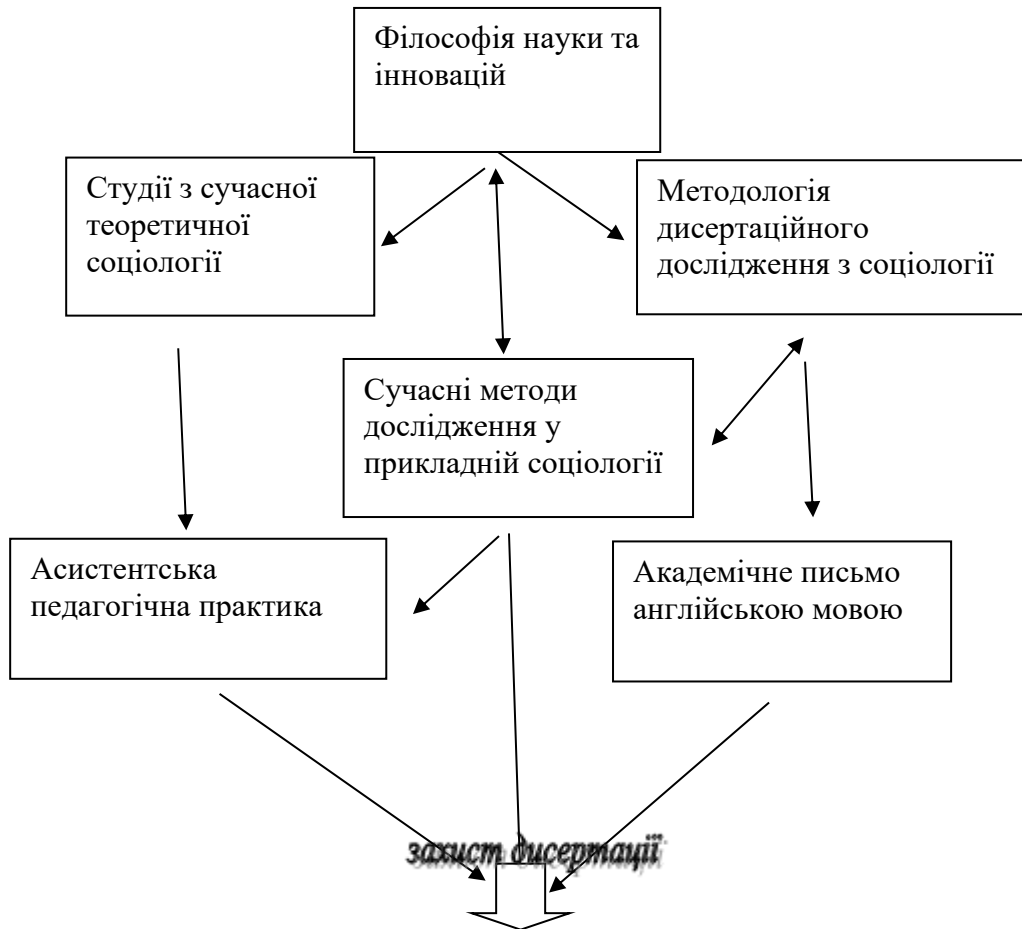 Філософія науки та
інновацій
Студії з сучасної
теоретичної
соціології
Методологія
дисертаційного
дослідження з соціології
Сучасні методи
дослідження у
прикладній соціології
Асистентська
педагогічна практика
Академічне письмо
англійською мовою
захист дисертації